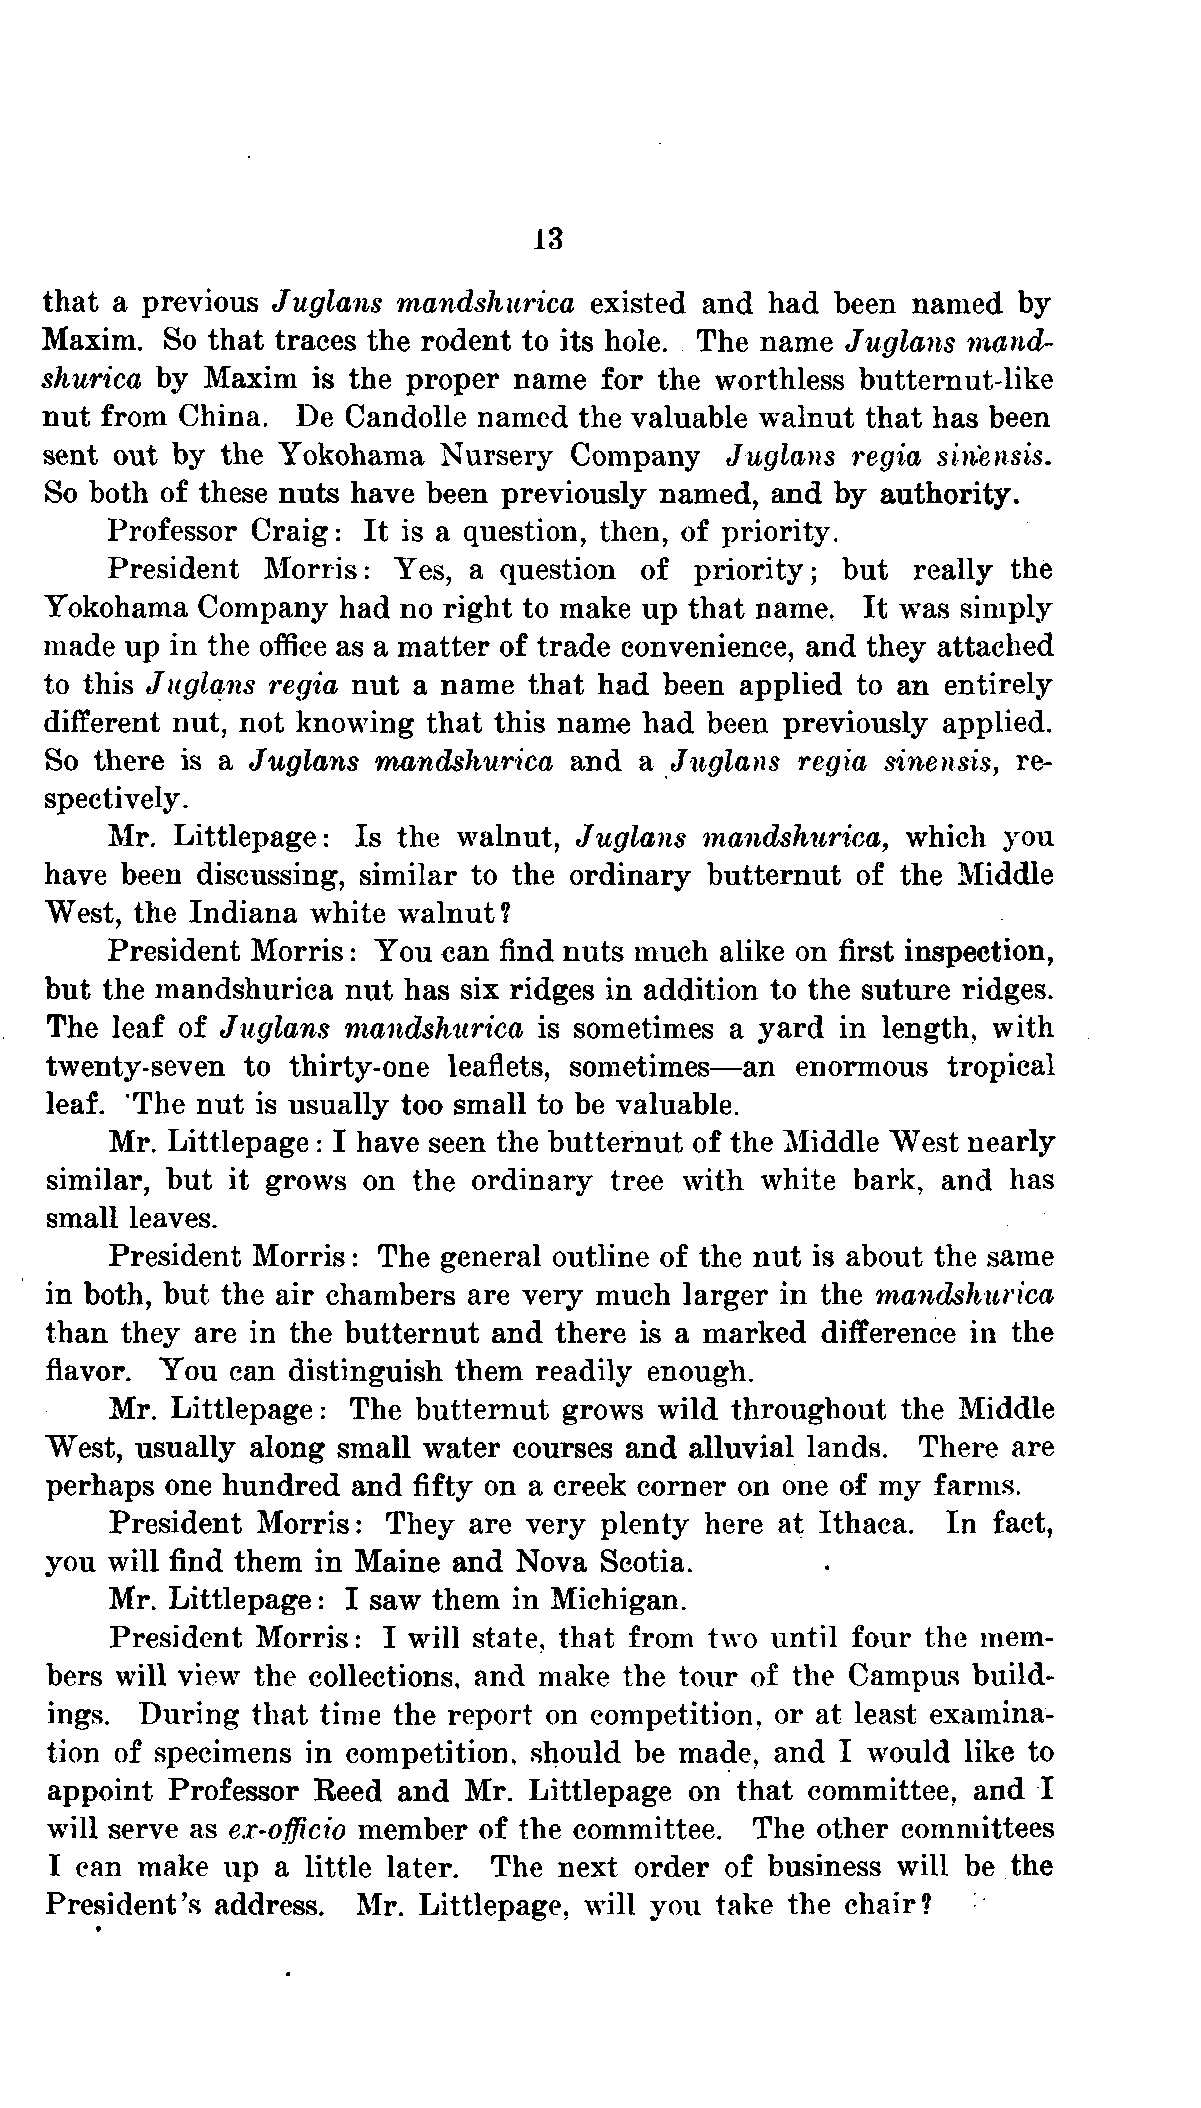 13
that a previous Juglans mandshurica existed and had been named by
Maxim. So that traces the rodent to its hole. The name Juglans mand-
shurica by Maxim is the proper name for the worthless butternut-like
nut from China. De Candolle named the valuable walnut that has been
sent out by the Yokohama Nursery Company Juglans regia sinensis.
So both of these nuts have been previously named, and by authority.
Professor Craig: It is a question, then, of priority.
President Morris: Yes, a question of priority; but really the
Yokohama Company had no right to make up that name. It was simply
made up in the office as a matter of trade convenience, and they attached
to this Juglans regia nut a name that had been applied to an entirely
different nut, not knowing that this name had been previously applied.
So there is a Juglans mandshurica and a Juglans regia sinensis, re-
spectively.
Mr. Littlepage: Is the walnut, Juglans mandshurica, which you
have been discussing, similar to the ordinary butternut of the Middle
West, the Indiana white walnut?
President Morris: You can find nuts much alike on first inspection,
but the mandshurica nut has six ridges in addition to the suture ridges.
The leaf of Juglans mandshurica is sometimes a yard in length, with
twenty-seven to thirty-one leaflets, sometimes—an enormous tropical
leaf. The nut is usually too small to be valuable.
Mr. Littlepage: I have seen the butternut of the Middle West nearly
similar, but it grows on the ordinary tree with white bark, and has
small leaves.
President Morris: The general outline of the nut is about the same
in both, but the air chambers are very much larger in the mandshurica
than they are in the butternut and there is a marked difference in the
flavor. You can distinguish them readily enough.
Mr. Littlepage: The butternut grows wild throughout the Middle
West, usually along small water courses and alluvial lands. There are
perhaps one hundred and fifty on a creek corner on one of my farms.
President Morris: They are very plenty here at Ithaca. In fact,
you will find them in Maine and Nova Scotia.
Mr. Littlepage: I saw them in Michigan.
President Morris: I will state, that from two until four the mem-
bers will view the collections, and make the tour of the Campus build-
ings. During that time the report on competition, or at least examina-
tion of specimens in competition, should be made, and I would like to
appoint Professor Reed and Mr. Littlepage on that committee, and I
will serve as ex-officio member of the committee. The other committees
I can make up a little later. The next order of business will be the
President's address. Mr. Littlepage, will you take the chair?